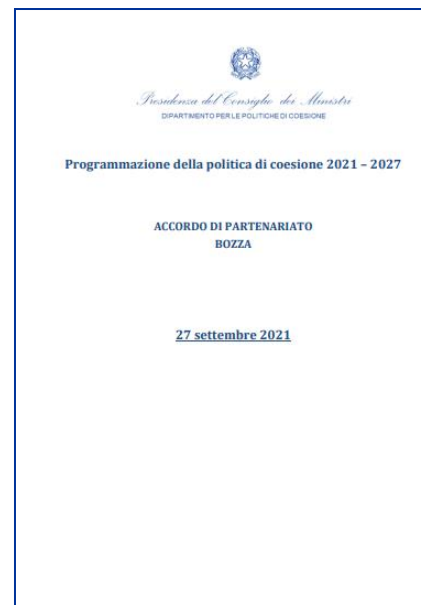 Presidenza del Consiglio dei Ministri
DIPARTIMENTO PER LE POLITICHE DI COESIONE
Programmazione della politica di coesione 2021 – 2027
ACCORDO DI PARTENARIATO
BOZZA
27 settembre 2021